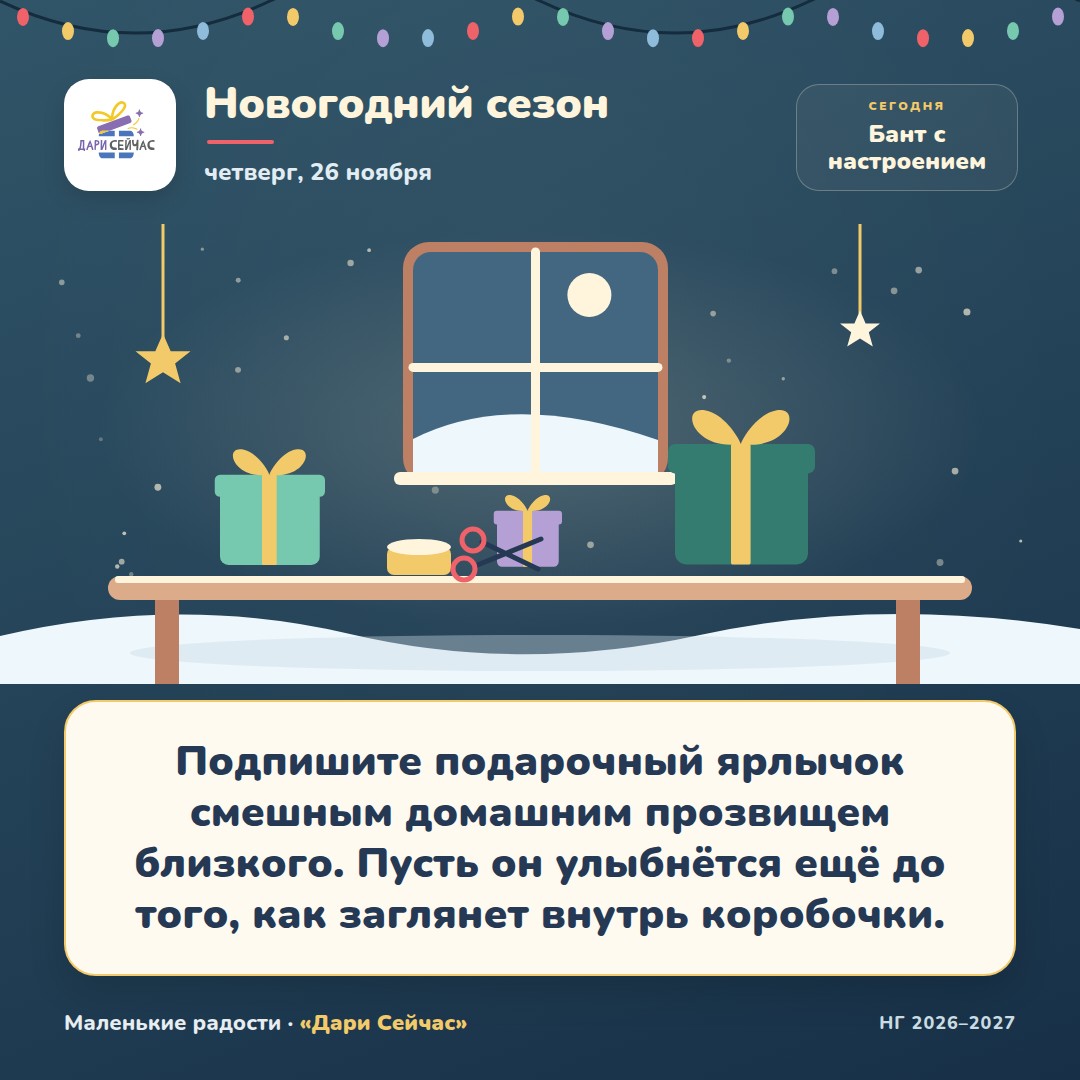 ДАРИ СЕЙЧАС
Новогодний сезон
четверг, 26 ноября
СЕГОДНЯ
Бант с
настроением
Подпишите подарочный ярлычок
смешным домашним прозвищем
близкого. Пусть он улыбнётся ещё до
того, как заглянет внутрь коробочки.
Маленькие радости · «Дари Сейчас»
НГ 2026–2027